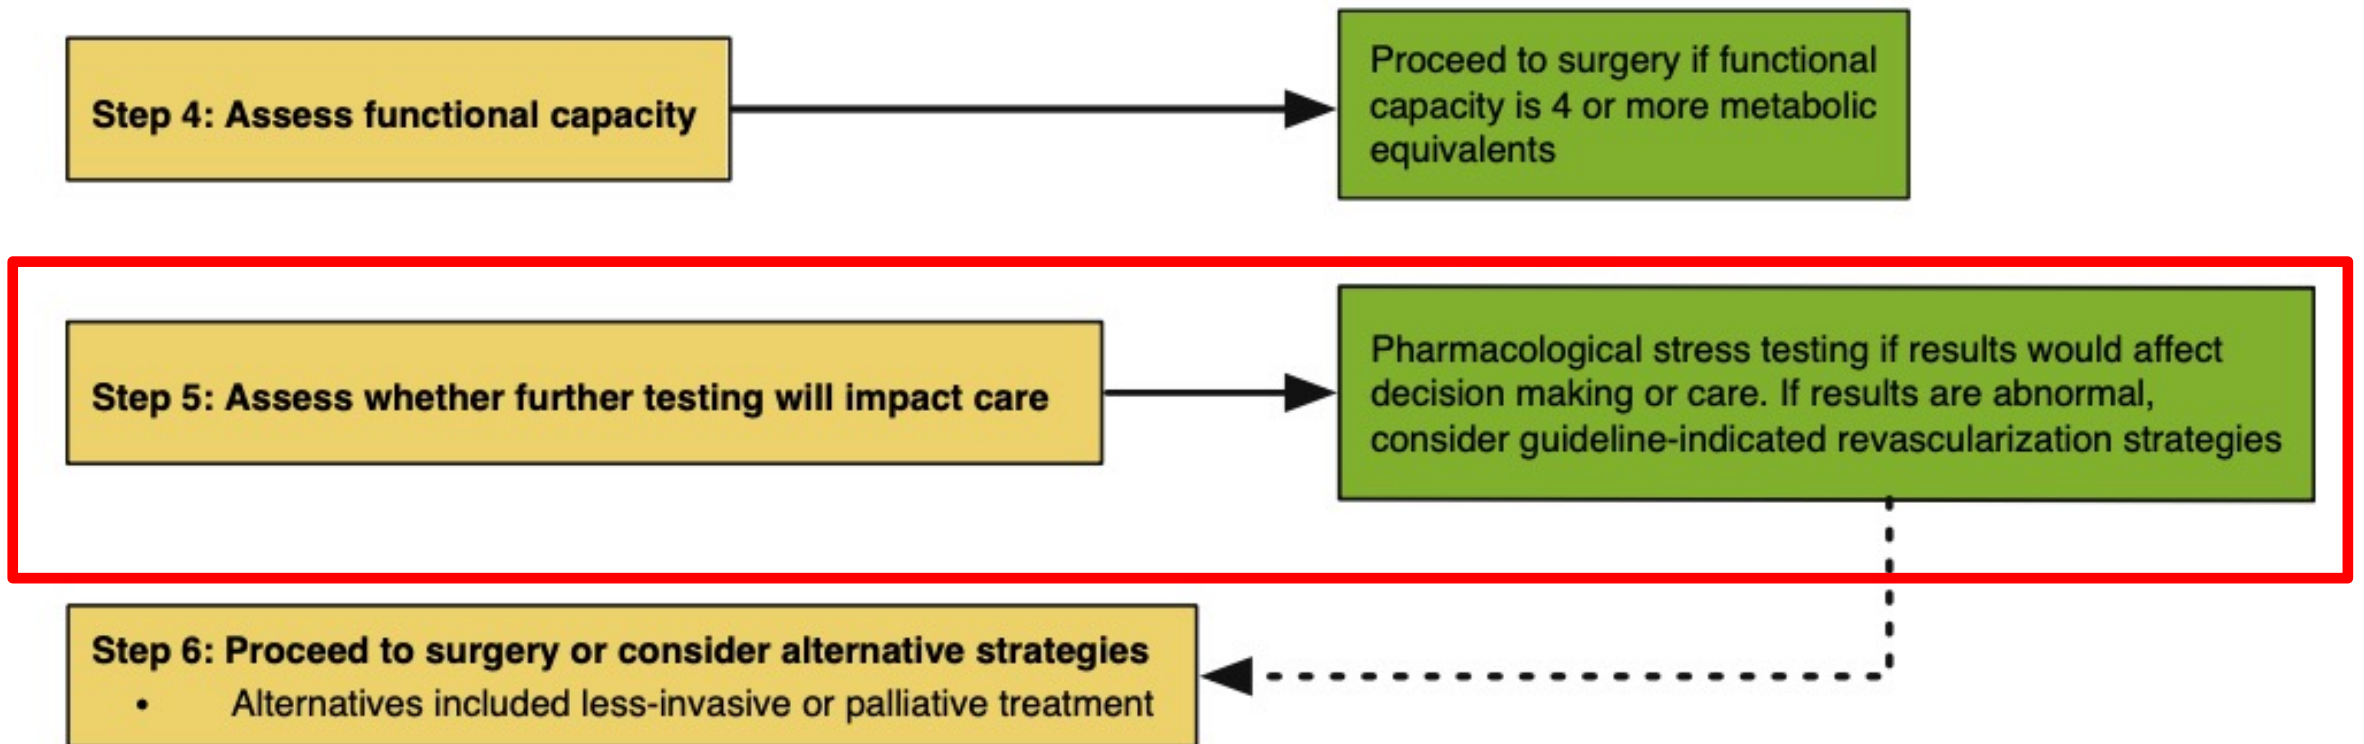 Step 4: Assess functional capacity
Proceed to surgery if functional
capacity is 4 or more metabolic
equivalents
Step 5: Assess whether further testing will impact care
Pharmacological stress testing if results would affect
decision making or care. If results are abnormal,
consider guideline-indicated revascularization strategies
Step 6: Proceed to surgery or consider alternative strategies
• Alternatives included less-invasive or palliative treatment